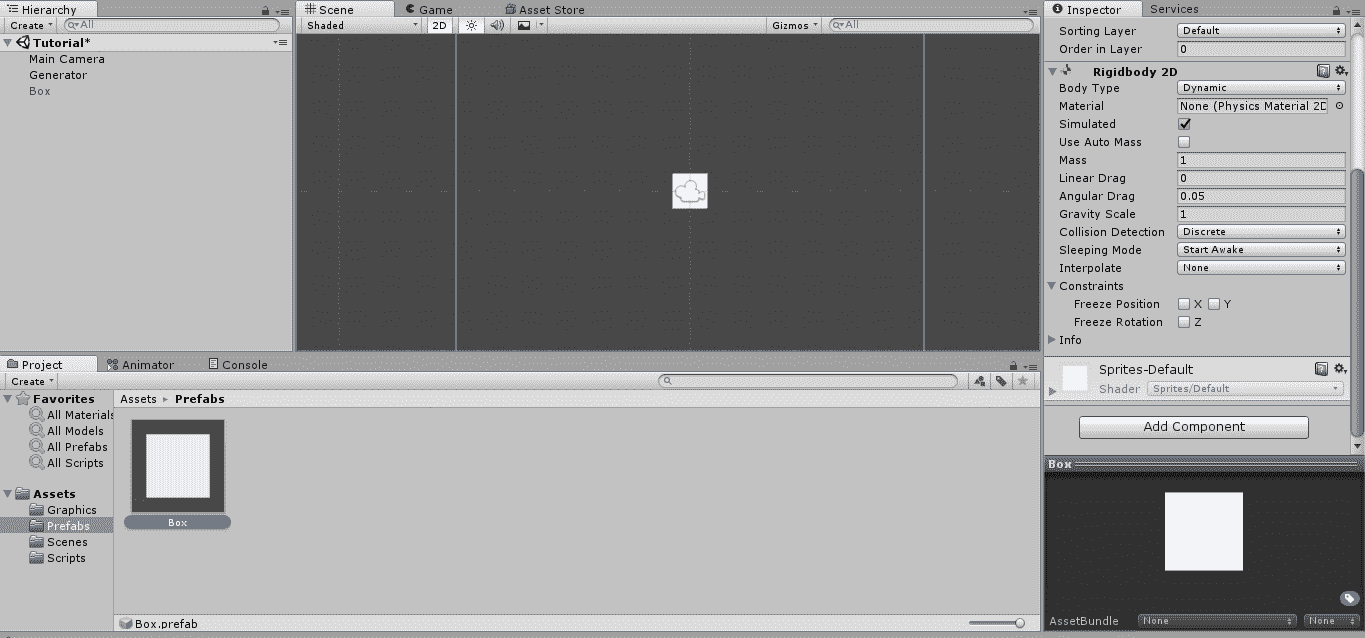 Hierarchy
Create
All
Tutorial*
Main Camera
Generator
Box
Scene
Game
Asset Store
Shaded
2D
Gizmos
All
Project
Animator
Console
Create
Favorites
All Materials
All Models
All Prefabs
All Scripts
Assets
Graphics
Prefabs
Scenes
Scripts
Assets ▸ Prefabs
Box
Box.prefab
Inspector
Services
Sorting Layer Default
Order in Layer 0
Rigidbody 2D
Body Type Dynamic
Material None (Physics Material 2D
Simulated
Use Auto Mass
Mass 1
Linear Drag 0
Angular Drag 0.05
Gravity Scale 1
Collision Detection Discrete
Sleeping Mode Start Awake
Interpolate None
Constraints
Freeze Position X Y
Freeze Rotation Z
Info
Sprites-Default
Shader Sprites/Default
Add Component
Box
AssetBundle None None